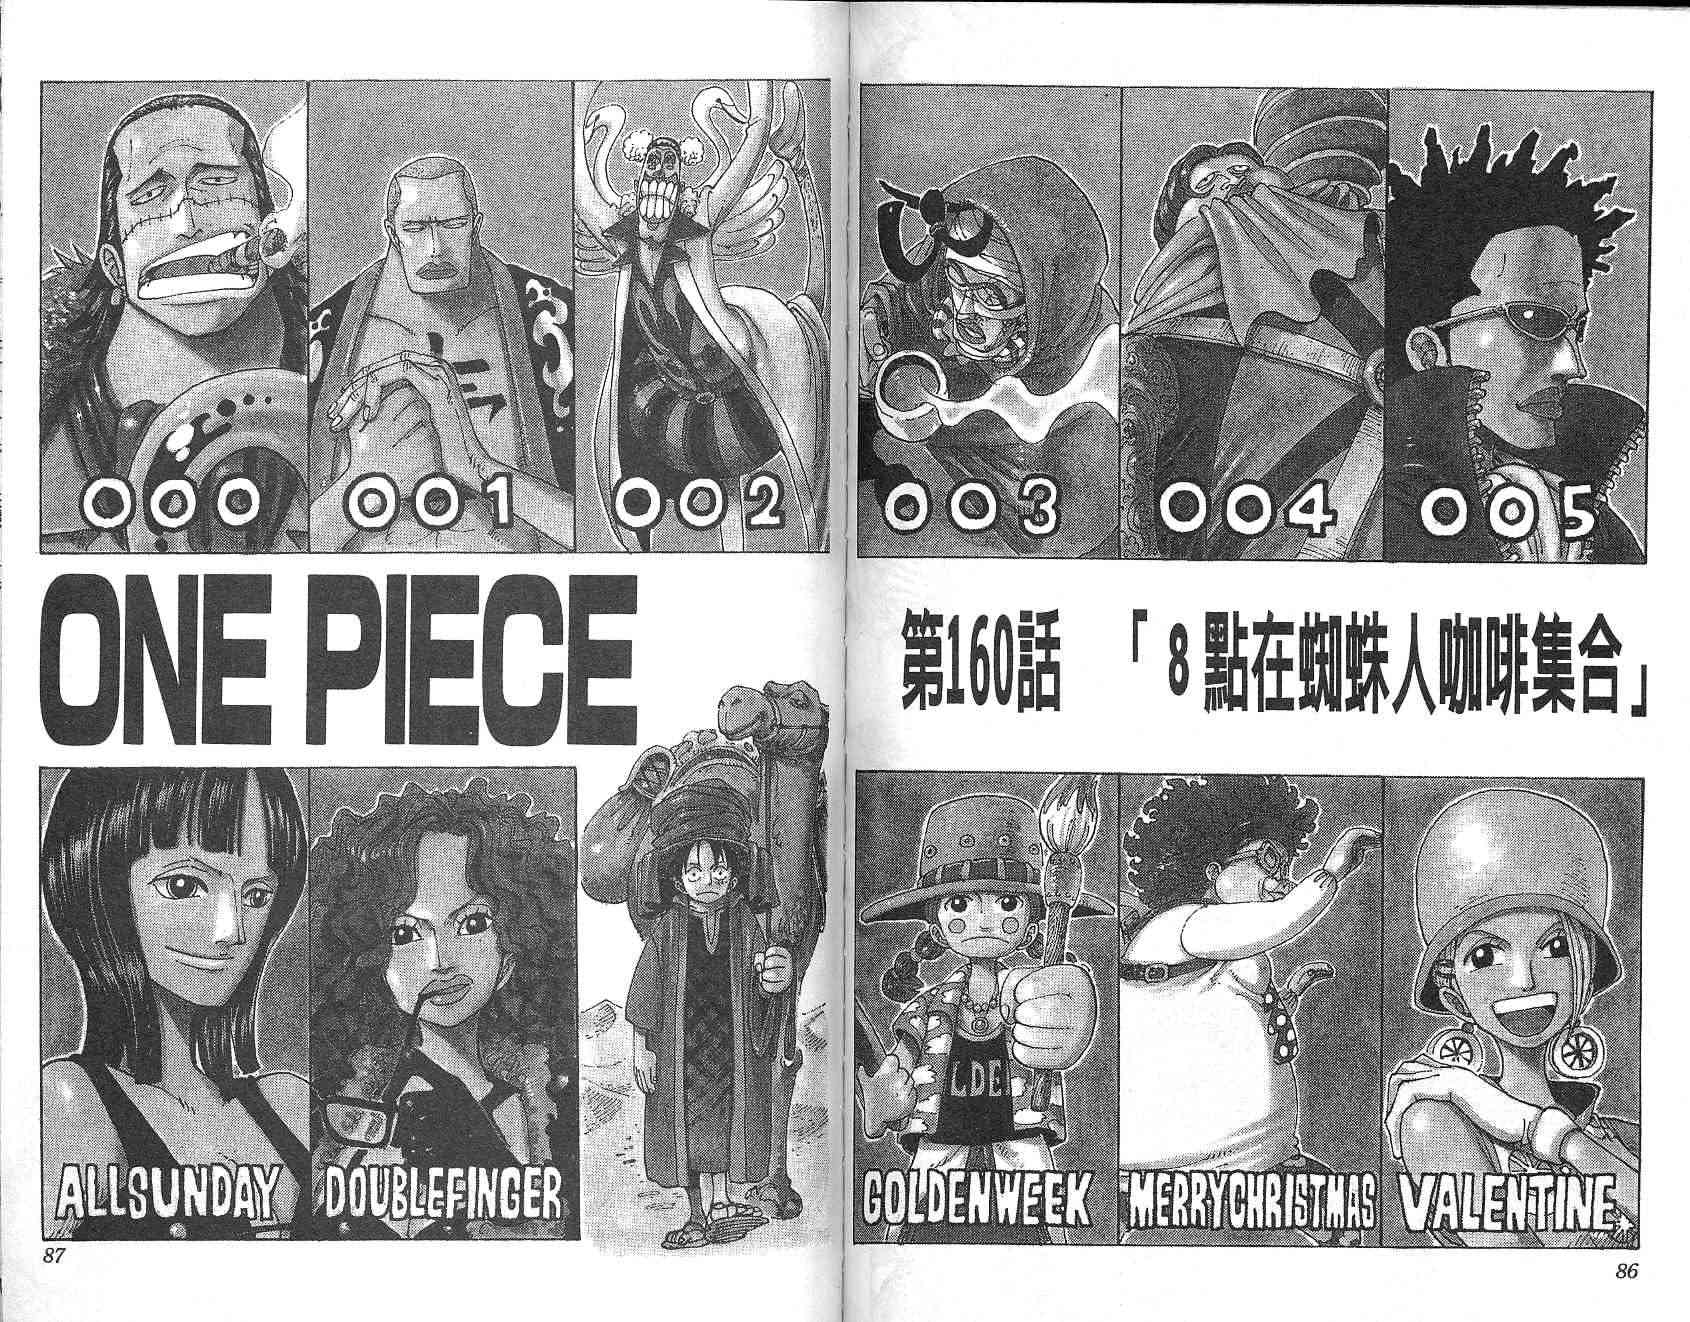 000
001
002
003
004
005
ONE PIECE
第160話 「8點在蜘蛛人咖啡集合」
ALLSUNDAY
DOUBLEFINGER
LDE
GOLDENWEEK
MERRYCHRISTMAS
VALENTINE
87
86